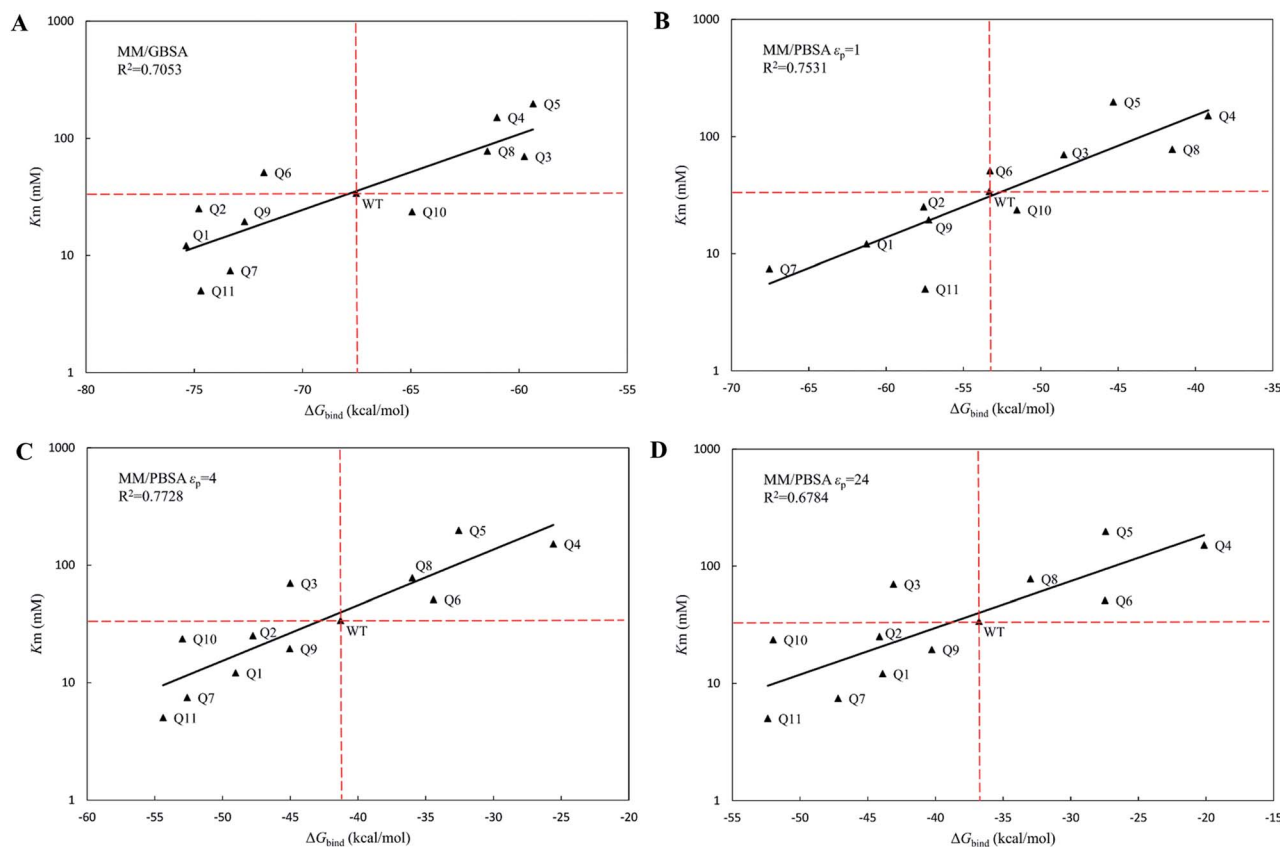 A
MM/GBSA
R²=0.7053
Km (mM)
1000
100
10
1
Q5
Q4
Q8
Q3
Q6
Q2
Q9
WT
Q10
Q1
Q7
Q11
-80 -75 -70 -65 -60 -55
ΔGbind (kcal/mol)
B
MM/PBSA εp=1
R²=0.7531
Km (mM)
1000
100
10
1
Q5
Q4
Q3
Q8
Q6
WT
Q2
Q10
Q9
Q1
Q7
Q11
-70 -65 -60 -55 -50 -45 -40 -35
ΔGbind (kcal/mol)
C
MM/PBSA εp=4
R²=0.7728
Km (mM)
1000
100
10
1
Q5
Q4
Q8
Q3
Q6
WT
Q10
Q2
Q9
Q1
Q7
Q11
-60 -55 -50 -45 -40 -35 -30 -25 -20
ΔGbind (kcal/mol)
D
MM/PBSA εp=24
R²=0.6784
Km (mM)
1000
100
10
1
Q5
Q4
Q8
Q3
Q6
WT
Q10
Q2
Q9
Q1
Q7
Q11
-55 -50 -45 -40 -35 -30 -25 -20 -15
ΔGbind (kcal/mol)